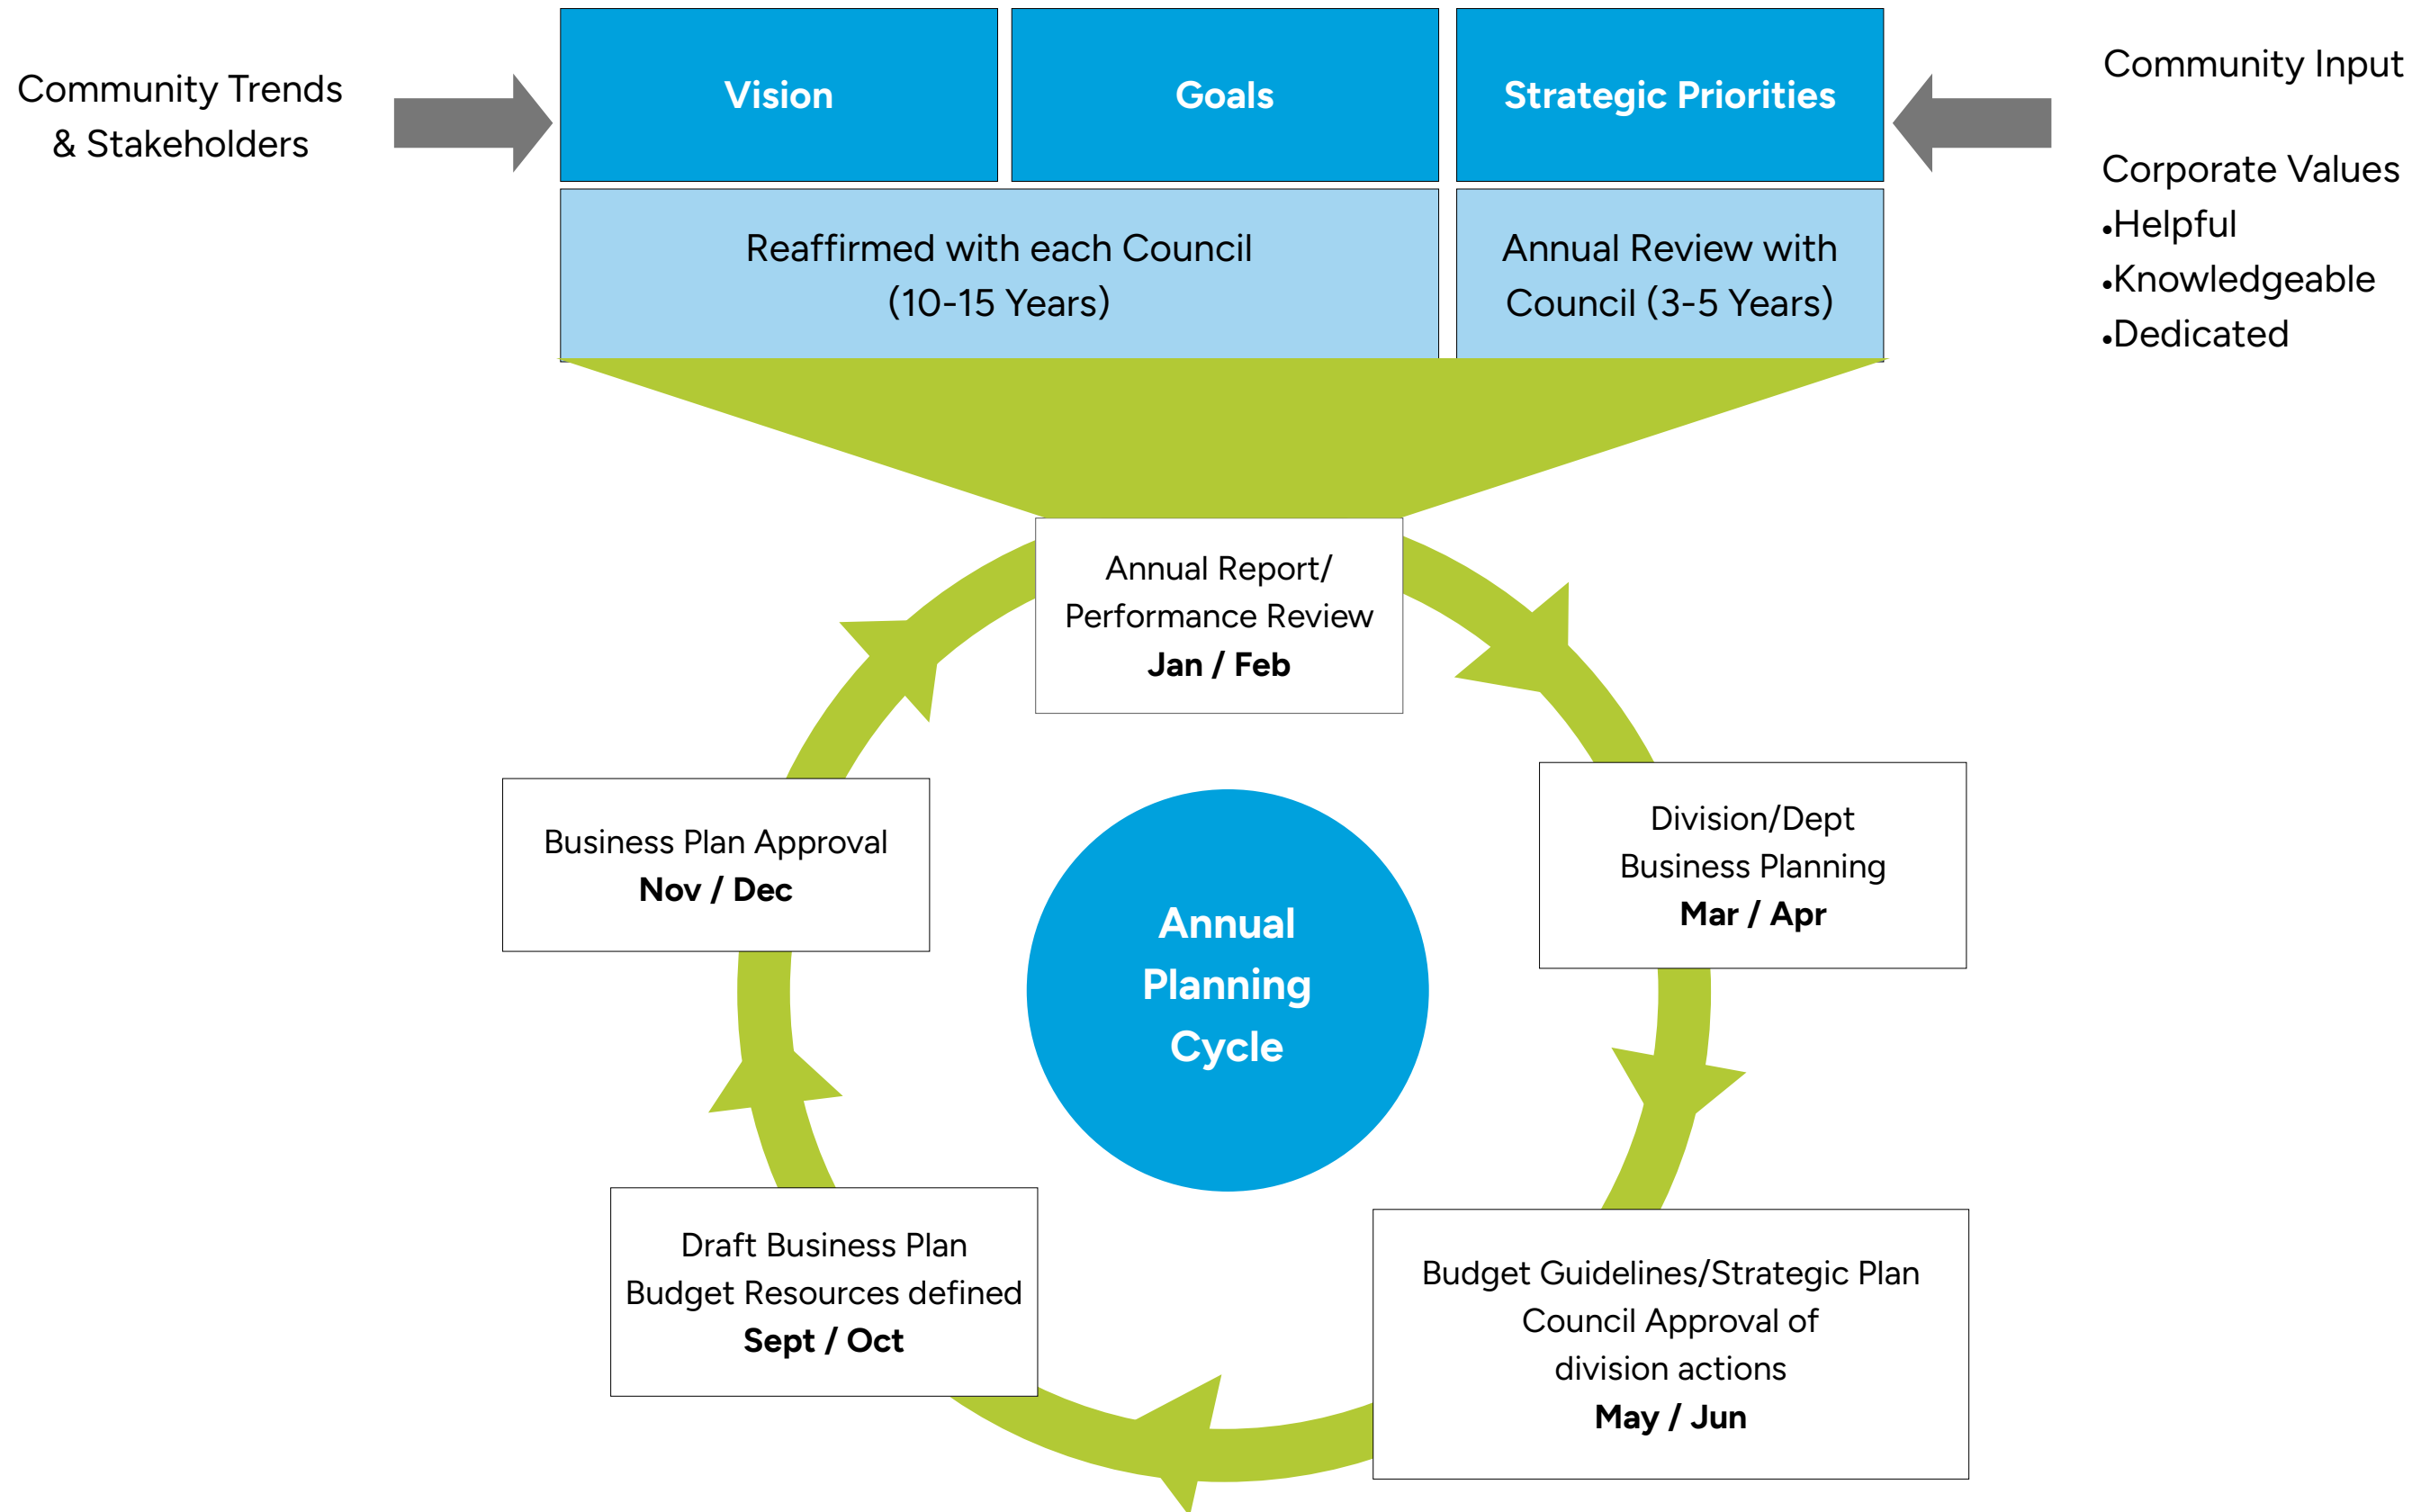 Community Trends
& Stakeholders
Vision
Goals
Strategic Priorities
Community Input
Corporate Values
•Helpful
•Knowledgeable
•Dedicated
Reaffirmed with each Council
(10-15 Years)
Annual Review with
Council (3-5 Years)
Annual Report/
Performance Review
Jan / Feb
Division/Dept
Business Planning
Mar / Apr
Budget Guidelines/Strategic Plan
Council Approval of
division actions
May / Jun
Draft Business Plan
Budget Resources defined
Sept / Oct
Business Plan Approval
Nov / Dec
Annual
Planning
Cycle